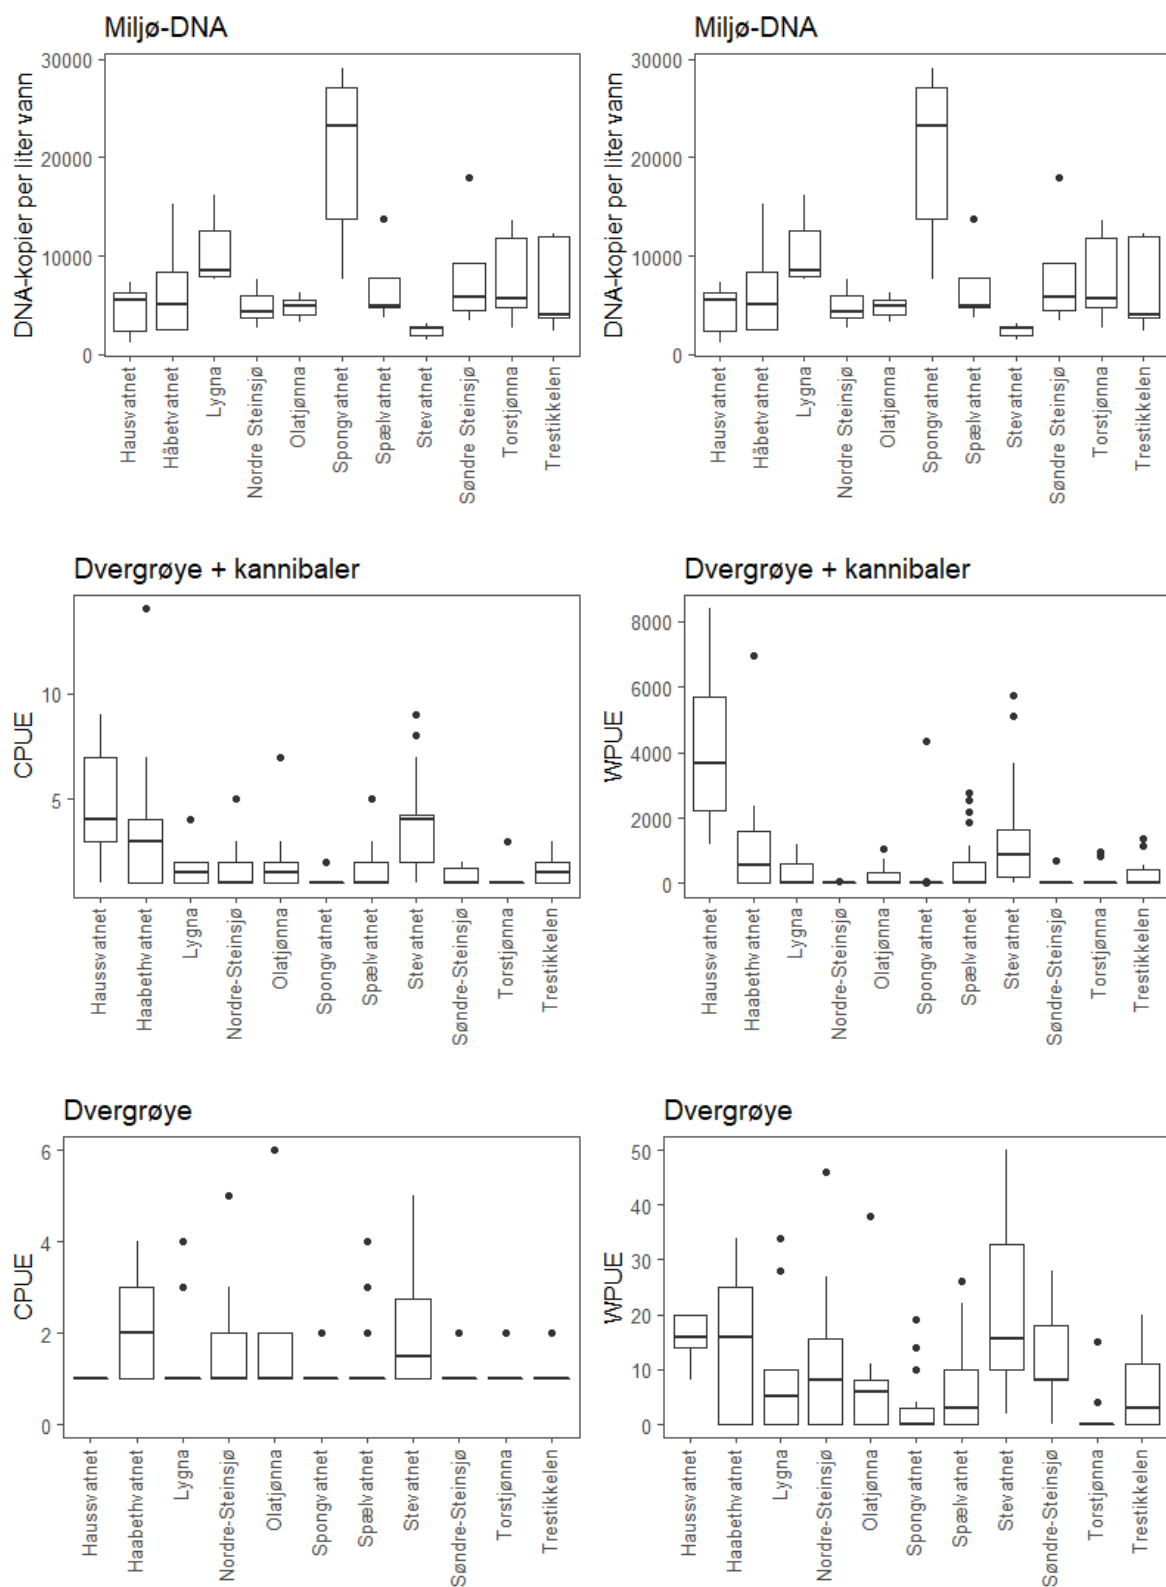 Miljø-DNA
DNA-kopier per liter vann
30000
20000
10000
0
Hausvatnet
Håbetvatnet
Lygna
Nordre Steinsjø
Olatjønna
Spongvatnet
Spælvatnet
Stevatnet
Søndre Steinsjø
Torstjønna
Trestikkelen
Miljø-DNA
DNA-kopier per liter vann
30000
20000
10000
0
Hausvatnet
Håbetvatnet
Lygna
Nordre Steinsjø
Olatjønna
Spongvatnet
Spælvatnet
Stevatnet
Søndre Steinsjø
Torstjønna
Trestikkelen
Dvergrøye + kannibaler
CPUE
10
5
Haussvatnet
Haabethvatnet
Lygna
Nordre-Steinsjø
Olatjønna
Spongvatnet
Spælvatnet
Stevatnet
Søndre-Steinsjø
Torstjønna
Trestikkelen
Dvergrøye + kannibaler
WPUE
8000
6000
4000
2000
0
Haussvatnet
Haabethvatnet
Lygna
Nordre-Steinsjø
Olatjønna
Spongvatnet
Spælvatnet
Stevatnet
Søndre-Steinsjø
Torstjønna
Trestikkelen
Dvergrøye
CPUE
6
4
2
0
Haussvatnet
Haabethvatnet
Lygna
Nordre-Steinsjø
Olatjønna
Spongvatnet
Spælvatnet
Stevatnet
Søndre-Steinsjø
Torstjønna
Trestikkelen
Dvergrøye
WPUE
50
40
30
20
10
0
Haussvatnet
Haabethvatnet
Lygna
Nordre-Steinsjø
Olatjønna
Spongvatnet
Spælvatnet
Stevatnet
Søndre-Steinsjø
Torstjønna
Trestikkelen